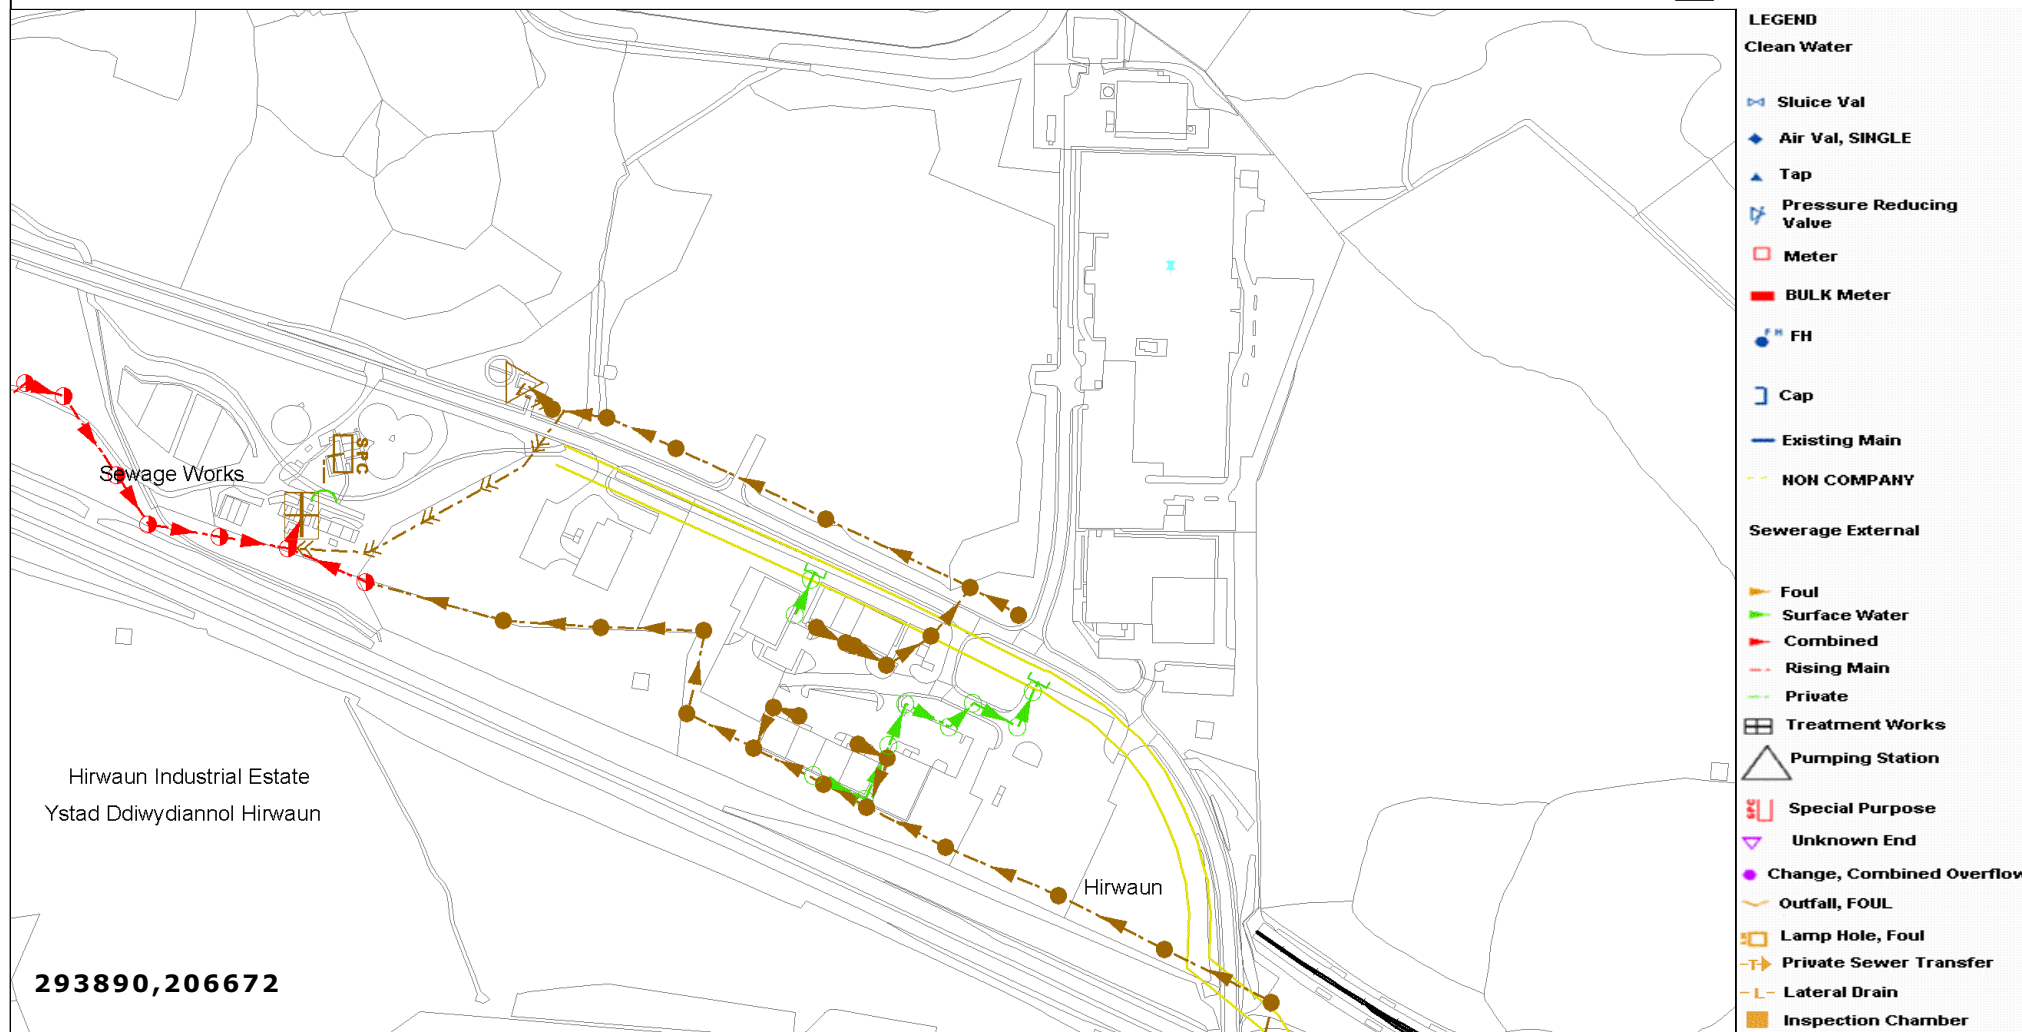 SPC
Sewage Works
Hirwaun Industrial Estate
Ystad Ddiwydiannol Hirwaun
Hirwaun
293890,206672
LEGEND
Clean Water
Sluice Val
Air Val, SINGLE
Tap
Pressure Reducing
Valve
Meter
BULK Meter
FH
FH
Cap
Existing Main
NON COMPANY
Sewerage External
Foul
Surface Water
Combined
Rising Main
Private
Treatment Works
Pumping Station
SPC
Special Purpose
Unknown End
Change, Combined Overflow
Outfall, FOUL
Lamp Hole, Foul
T
Private Sewer Transfer
L
Lateral Drain
Inspection Chamber